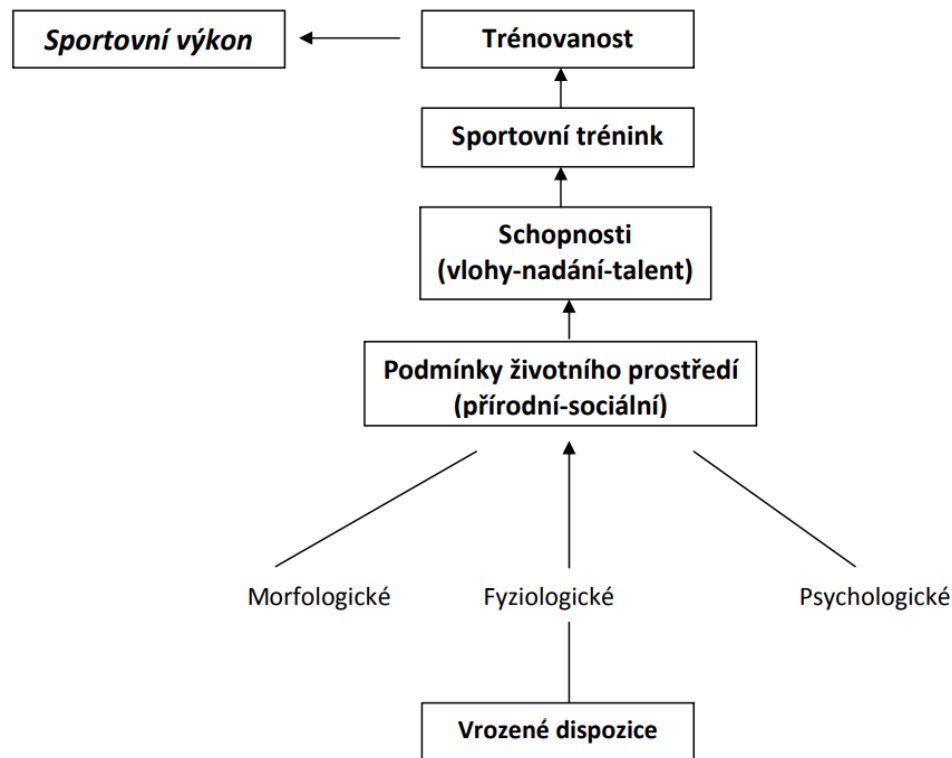 Sportovní výkon
Trénovanost
Sportovní trénink
Schopnosti
(vlohy-nadání-talent)
Podmínky životního prostředí
(přírodní-sociální)
Morfologické
Fyziologické
Psychologické
Vrozené dispozice